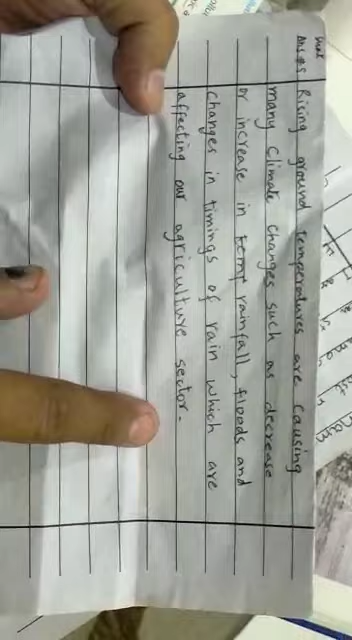 Ans#5 Rising ground temperatures are causing
many climate changes such as decrease
or increase in temp rainfall, floods and
changes in timings of rain which are
affecting our agriculture sector.